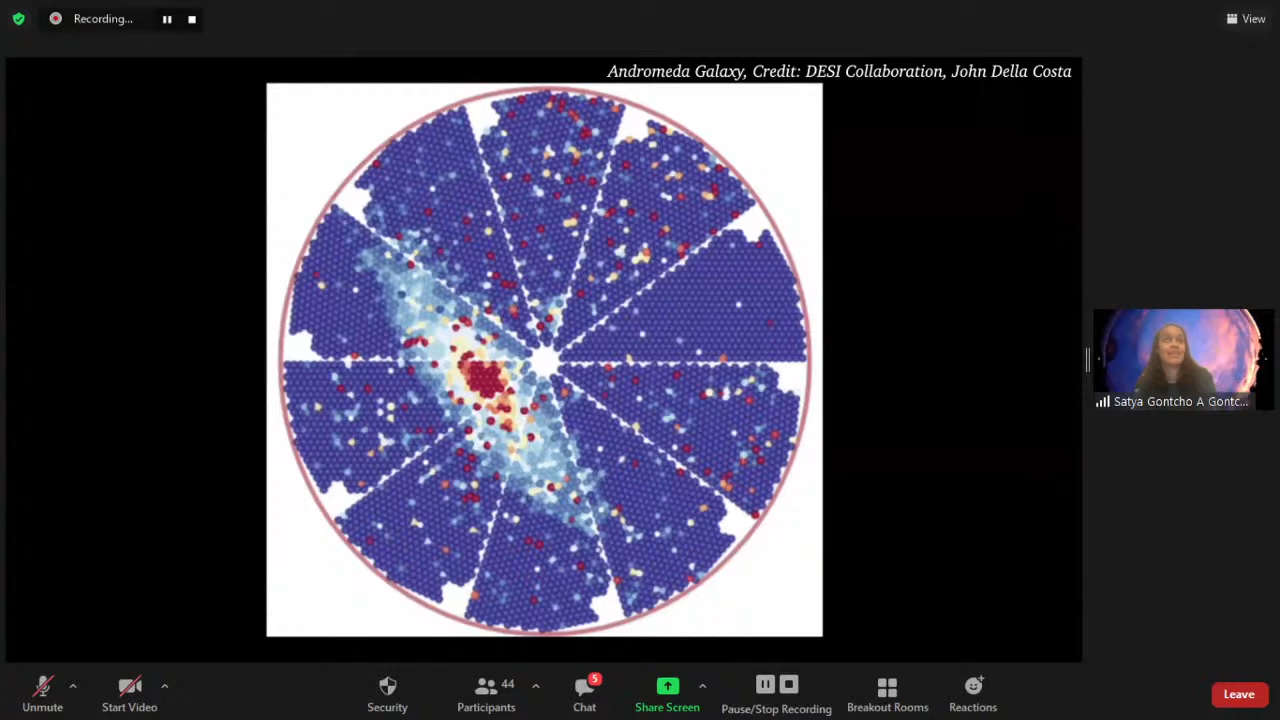 Recording...
View
Andromeda Galaxy, Credit: DESI Collaboration, John Della Costa
Satya Gontcho A Gontc...
Unmute
Start Video
Security
44
Participants
5
Chat
Share Screen
Pause/Stop Recording
Breakout Rooms
Reactions
Leave